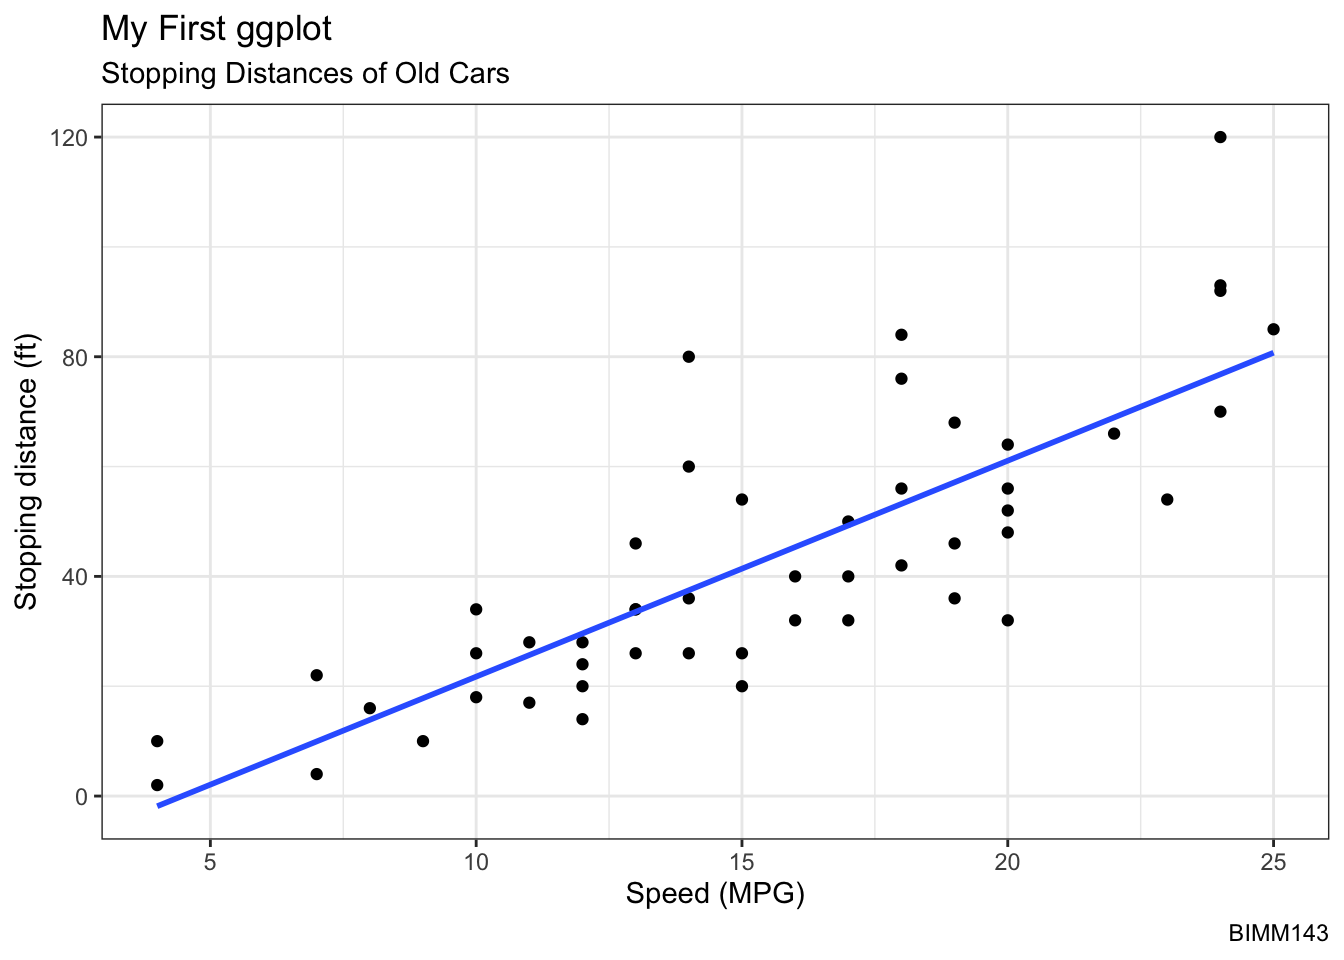 My First ggplot
Stopping Distances of Old Cars
Stopping distance (ft)
120
80
40
0
5 10 15 20 25
Speed (MPG)
BIMM143